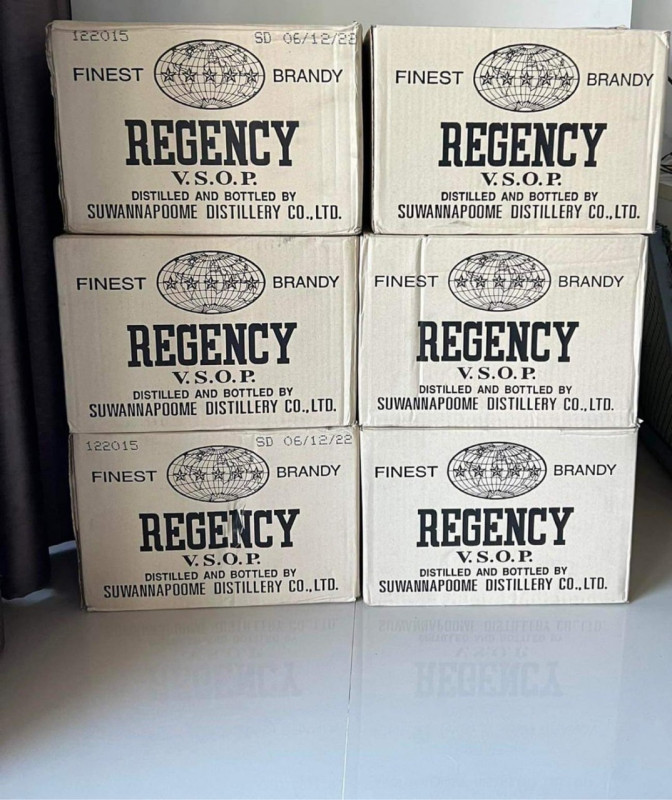 122015 SD 06/12/22
FINEST BRANDY
REGENCY
V.S.O.P.
DISTILLED AND BOTTLED BY
SUWANNAPOOME DISTILLERY CO.,LTD.
FINEST BRANDY
REGENCY
V.S.O.P.
DISTILLED AND BOTTLED BY
SUWANNAPOOME DISTILLERY CO.,LTD.
FINEST BRANDY
REGENCY
V.S.O.P.
DISTILLED AND BOTTLED BY
SUWANNAPOOME DISTILLERY CO.,LTD.
FINEST BRANDY
REGENCY
V.S.O.P.
DISTILLED AND BOTTLED BY
SUWANNAPOOME DISTILLERY CO.,LTD.
122015 SD 06/12/22
FINEST BRANDY
REGENCY
V.S.O.P.
DISTILLED AND BOTTLED BY
SUWANNAPOOME DISTILLERY CO.,LTD.
FINEST BRANDY
REGENCY
V.S.O.P.
DISTILLED AND BOTTLED BY
SUWANNAPOOME DISTILLERY CO.,LTD.